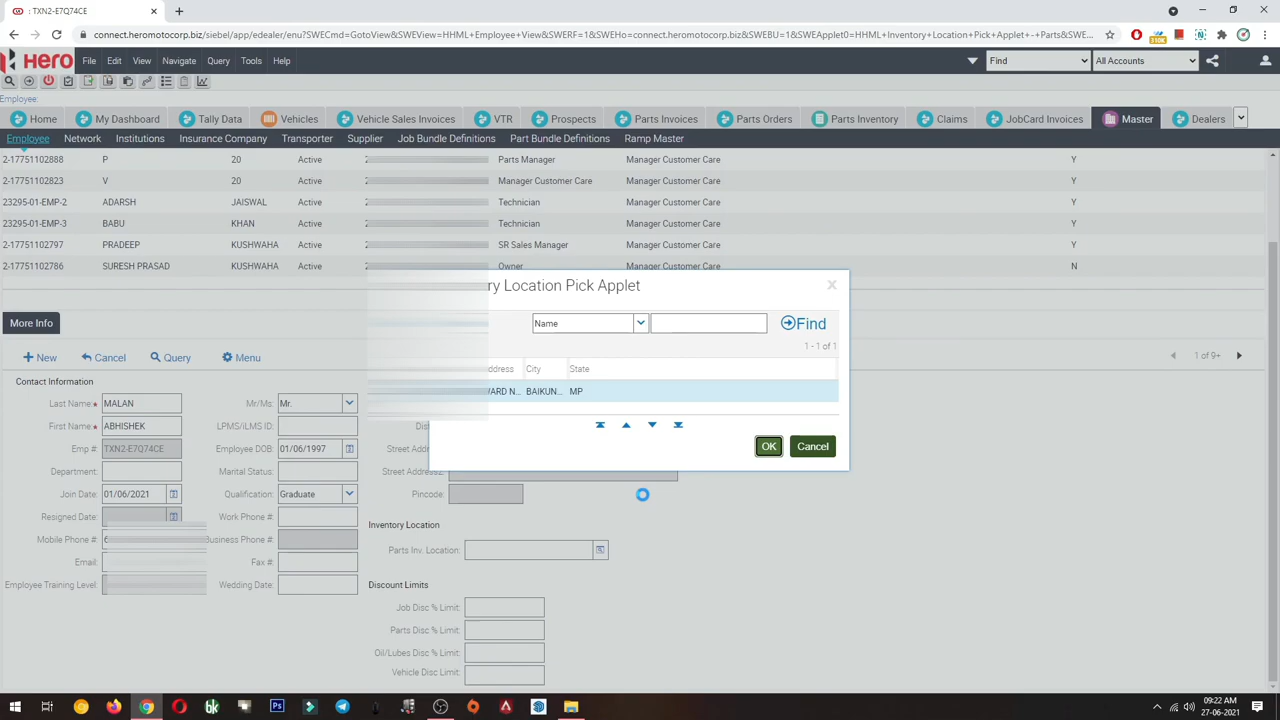 : TXN2-E7Q74CE
connect.heromotocorp.biz/siebel/app/edealer/enu?SWECmd=GotoView&SWEView=HHML+Employee+View&SWERF=1&SWEHo=connect.heromotocorp.biz&SWEBU=1&SWEApplet0=HHML+Inventory+Location+Pick+Applet+-+Parts&SWE...
110K
Hero File Edit View Navigate Query Tools Help Find All Accounts
Employee:
Home My Dashboard Tally Data Vehicles Vehicle Sales Invoices VTR Prospects Parts Invoices Parts Orders Parts Inventory Claims JobCard Invoices Master Dealers
Employee Network Institutions Insurance Company Transporter Supplier Job Bundle Definitions Part Bundle Definitions Ramp Master
2-17751102888 P 20 Active Parts Manager Manager Customer Care Y
2-17751102823 V 20 Active Manager Customer Care Manager Customer Care Y
23295-01-EMP-2 ADARSH JAISWAL Active Technician Manager Customer Care Y
23295-01-EMP-3 BABU KHAN Active Technician Manager Customer Care Y
2-17751102797 PRADEEP KUSHWAHA Active SR Sales Manager Manager Customer Care Y
2-17751102786 SURESH PRASAD KUSHWAHA Active Owner Manager Customer Care N
ry Location Pick Applet x
More Info Name Find
1 - 1 of 1
New Cancel Query Menu 1 of 9+
ddress City State
Contact Information
VARD N... BAIKUN... MP
Last Name: MALAN Mr/Ms: Mr.
First Name: ABHISHEK LPMS/iLMS ID: Dis
Emp #: TXN2-E7Q74CE Employee DOB: 01/06/1997 Street Addre OK Cancel
Department: Marital Status: Street Address2:
Join Date: 01/06/2021 Qualification: Graduate Pincode:
Resigned Date: Work Phone #: Inventory Location
Mobile Phone #: 6 Business Phone #: Parts Inv. Location:
Email: Fax #:
Employee Training Level: Wedding Date: Discount Limits
Job Disc % Limit:
Parts Disc % Limit:
Oil/Lubes Disc % Limit:
Vehicle Disc Limit:
09:22 AM
27-06-2021